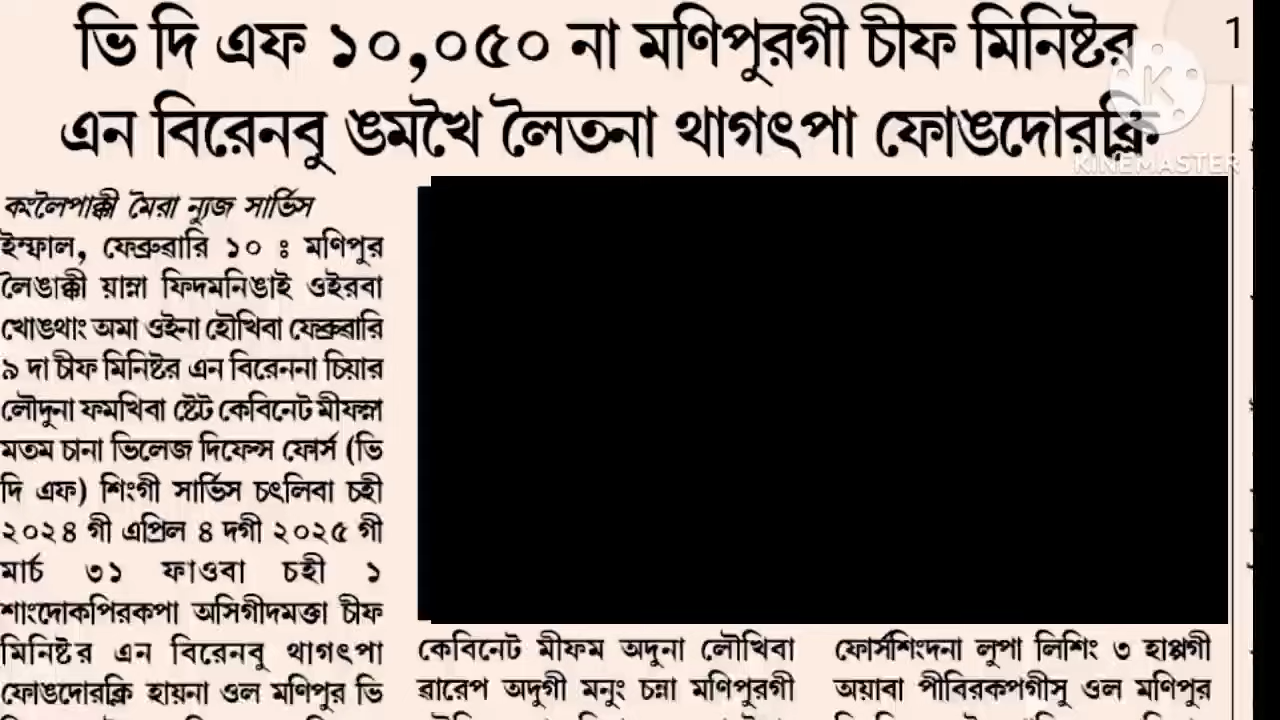 ভি দি এফ ১০,০৫০ না মণিপুরগী চীফ মিনিষ্টর
1
এন বিরেনবু ঙমখৈ লৈতনা থাগৎপা ফোঙদোরক্লি
KINEMASTER
কংলৈপাক্কী মৈরা ন্যুজ সার্ভিস
ইম্ফাল, ফেব্রুৱারি ১০ ঃ মণিপুর
লৈঙাক্কী য়াম্না ফিদমনিঙাই ওইরবা
খোঙথাং অমা ওইনা হৌখিবা ফেব্রুৱারি
৯ দা চীফ মিনিষ্টর এন বিরেননা চিয়ার
লৌদুনা ফমখিবা ষ্টেট কেবিনেট মীফমদা
মতম চানা ভিলেজ দিফেন্স ফোর্স (ভি
দি এফ) শিংগী সার্ভিস চৎলিবা চহী
২০২৪ গী এপ্রিল ৪ দগী ২০২৫ গী
মার্চ ৩১ ফাওবা চহী ১
শাংদোকপিরকপা অসিগীদমক্তা চীফ
মিনিষ্টর এন বিরেনবু থাগৎপা
ফোঙদোরক্লি হায়না ওল মণিপুর ভি
কেবিনেট মীফম অদুনা লৌখিবা
ৱারেপ অদুগী মনুং চন্না মণিপুরগী
ফোর্সশিংদনা লুপা লিশিং ৩ হাপ্পগী
অয়াবা পীবিরকপগীসু ওল মণিপুর